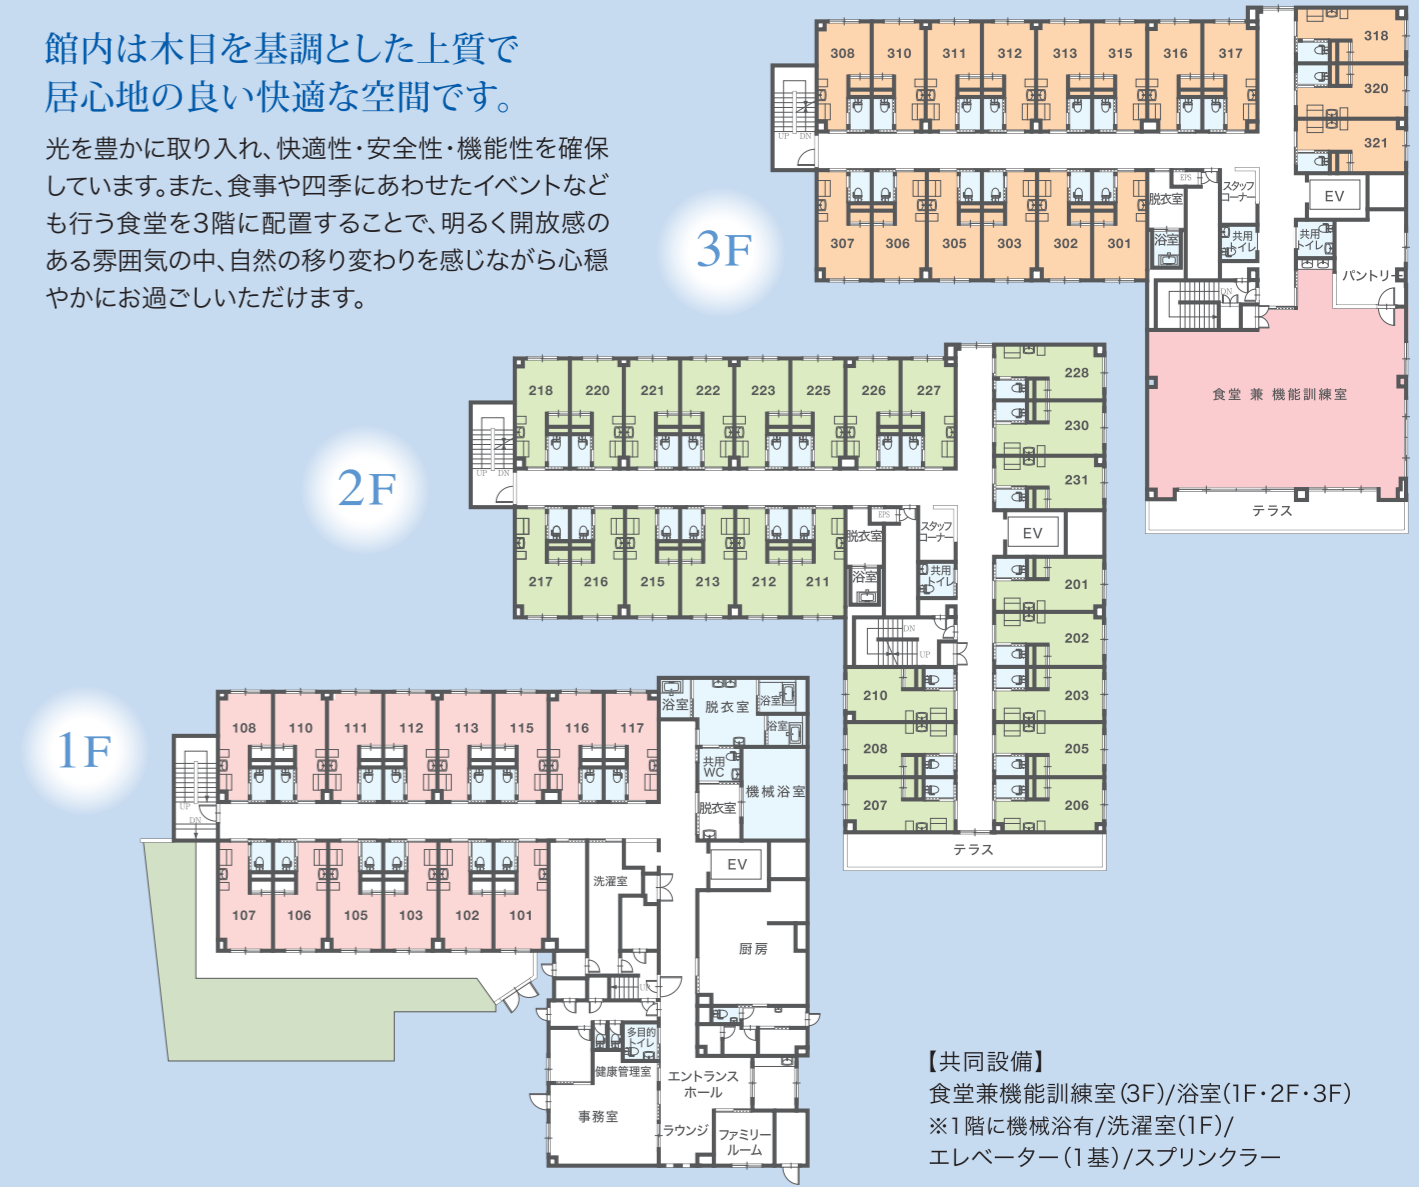 館内は木目を基調とした上質で
居心地の良い快適な空間です。
光を豊かに取り入れ、快適性・安全性・機能性を確保
しています。また、食事や四季にあわせたイベントなど
も行う食堂を3階に配置することで、明るく開放感の
ある雰囲気の中、自然の移り変わりを感じながら心穏
やかにお過ごしいただけます。
3F
308 310 311 312 313 315 316 317
318
320
321
UP DN
EPS
スタッフ
コーナー
脱衣室
EV
浴室
共用
トイレ
共用
トイレ
307 306 305 303 302 301
パントリー
DN
食堂 兼 機能訓練室
テラス
2F
218 220 221 222 223 225 226 227
228
230
231
UP DN
EPS
スタッフ
コーナー
脱衣室
EV
浴室
共用
トイレ
217 216 215 213 212 211
201
202
DN
UP
210
203
208
205
207
206
テラス
1F
108 110 111 112 113 115 116 117
浴室
脱衣室
浴室
浴室
共用
WC
機械浴室
脱衣室
UP
DN
EV
洗濯室
107 106 105 103 102 101
厨房
UP
多目的
トイレ
健康管理室
エントランス
ホール
事務室
ラウンジ
ファミリー
ルーム
【共同設備】
食堂兼機能訓練室(3F)/浴室(1F・2F・3F)
※1階に機械浴有/洗濯室(1F)/
エレベーター(1基)/スプリンクラー